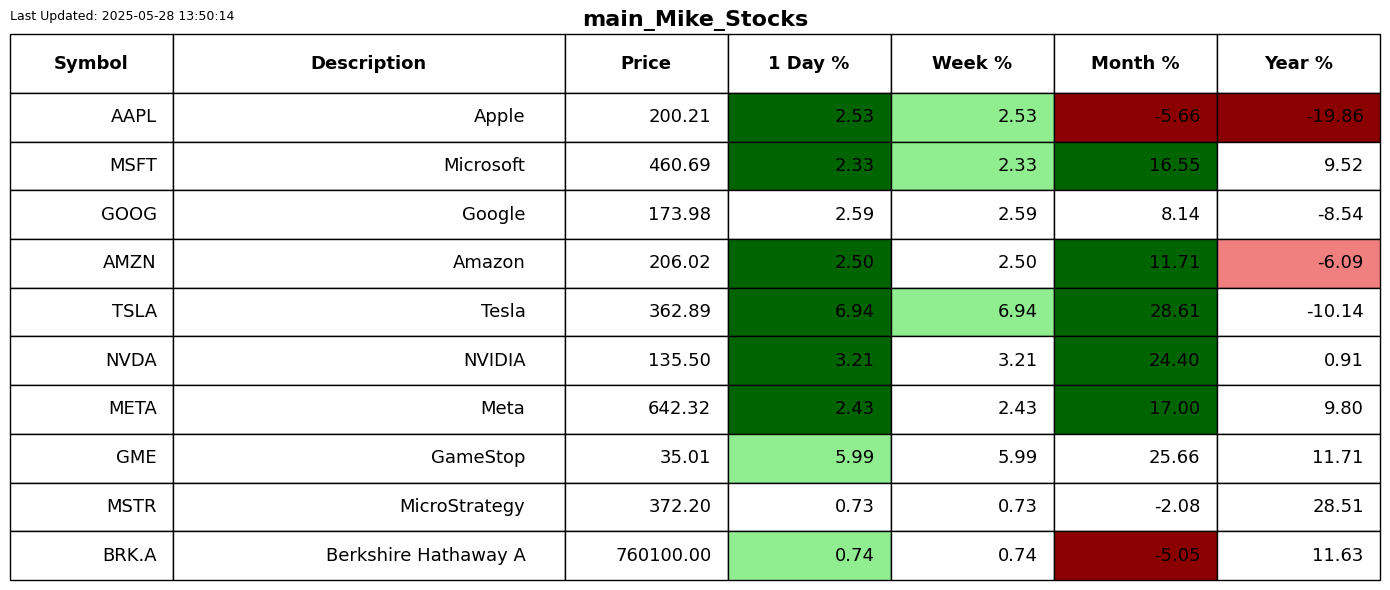 Last Updated: 2025-05-28 13:50:14
main_Mike_Stocks
Symbol Description Price 1 Day % Week % Month % Year %
AAPL Apple 200.21 2.53 2.53 -5.66 -19.86
MSFT Microsoft 460.69 2.33 2.33 16.55 9.52
GOOG Google 173.98 2.59 2.59 8.14 -8.54
AMZN Amazon 206.02 2.50 2.50 11.71 -6.09
TSLA Tesla 362.89 6.94 6.94 28.61 -10.14
NVDA NVIDIA 135.50 3.21 3.21 24.40 0.91
META Meta 642.32 2.43 2.43 17.00 9.80
GME GameStop 35.01 5.99 5.99 25.66 11.71
MSTR MicroStrategy 372.20 0.73 0.73 -2.08 28.51
BRK.A Berkshire Hathaway A 760100.00 0.74 0.74 -5.05 11.63